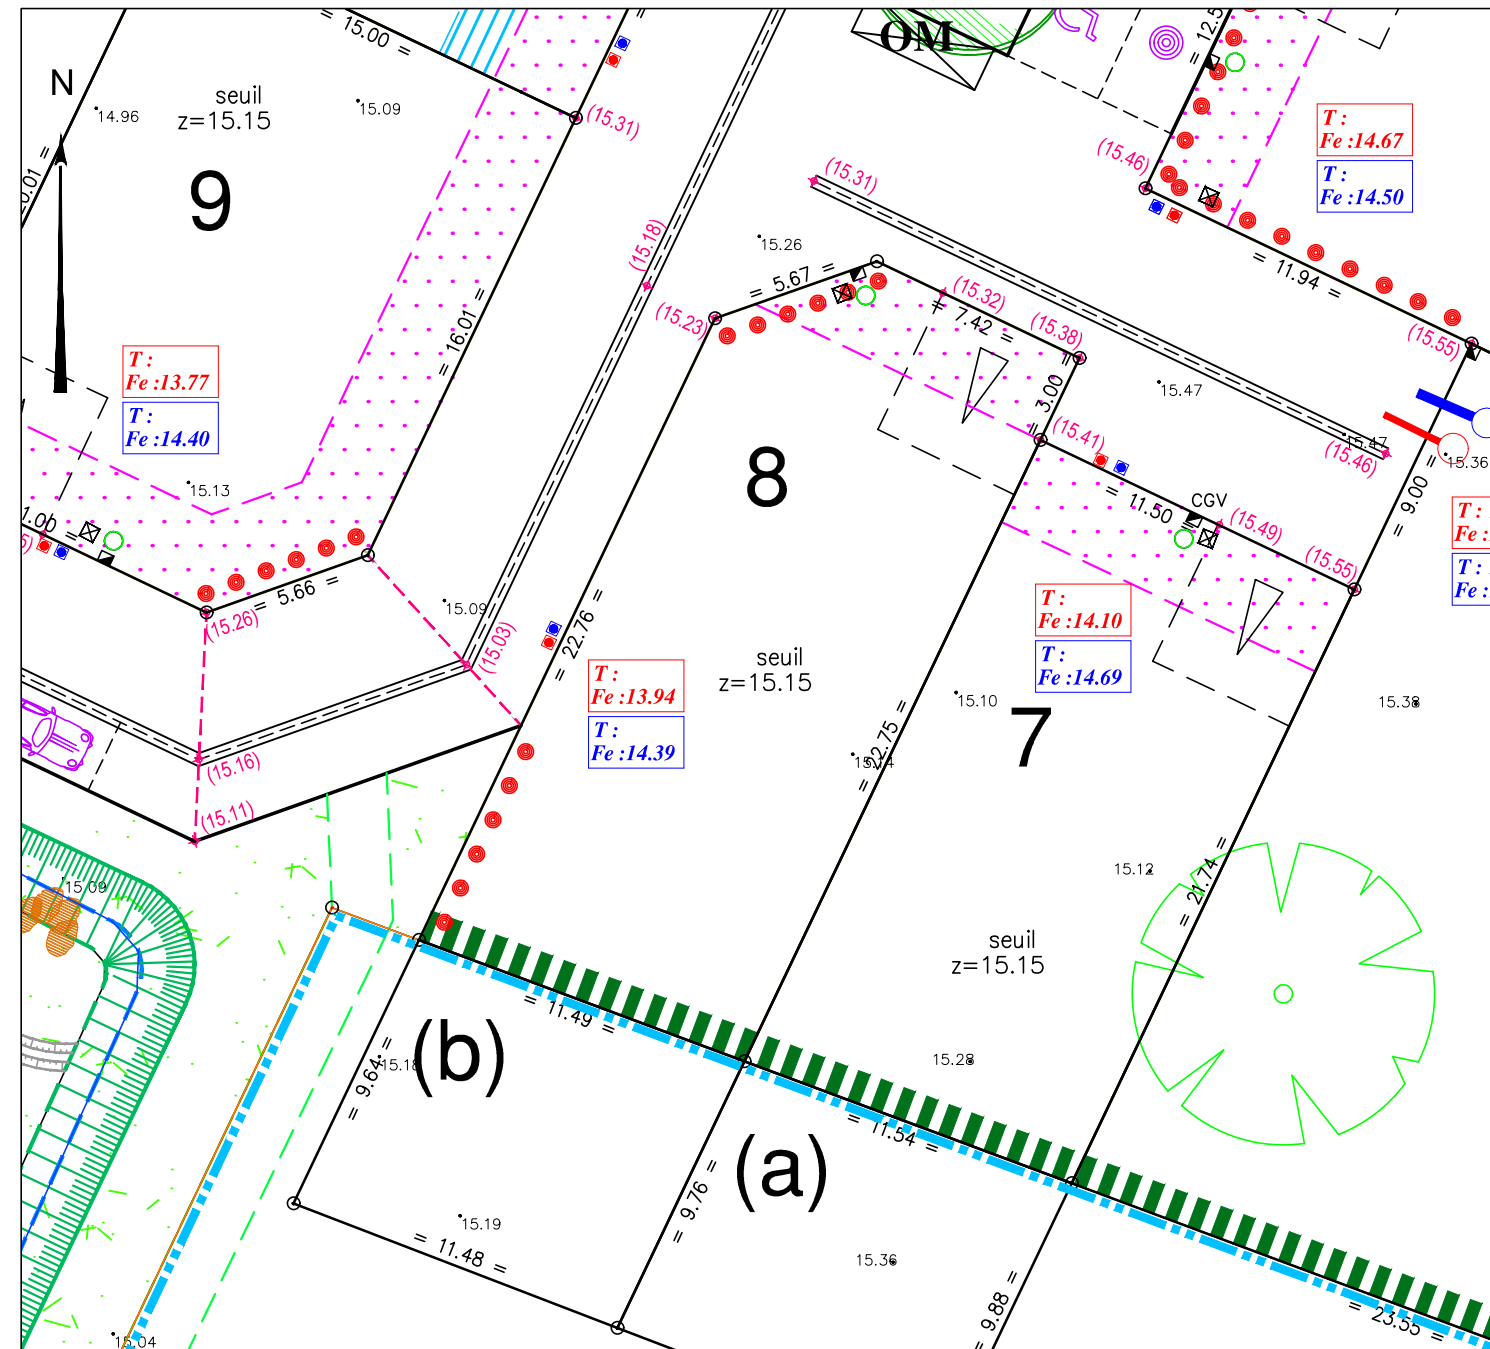 = 15.00 =
OM
= 12.5
N
14.96
seuil
z=15.15
15.09
(15.31)
9
T :
Fe :14.67
T :
Fe :14.50
(15.46)
(15.31)
(15.18)
15.26
= 5.67 =
(15.32)
= 7.42 =
(15.38)
(15.23)
= 11.94 =
(15.55)
= 16.01 =
T :
Fe :13.77
T :
Fe :14.40
= 3.00 =
15.47
(15.41)
15.47
(15.46)
15.36
= 9.00 =
8
15.13
= 11.50 =
CGV
(15.49)
(15.55)
T :
Fe :
T :
Fe :
1.00 =
5)
= 5.66 =
(15.26)
15.09
(15.03)
= 22.76 =
T :
Fe :14.10
T :
Fe :14.69
seuil
z=15.15
T :
Fe :13.94
T :
Fe :14.39
15.10
7
15.38
= 22.75 =
(15.16)
(15.11)
15.09
15.12
= 21.74 =
seuil
z=15.15
= 11.49 =
(b)
15.18
= 9.64 =
15.28
= 11.54 =
(a)
= 9.76 =
15.19
= 11.48 =
15.36
= 9.88 =
= 23.55 =
15.04